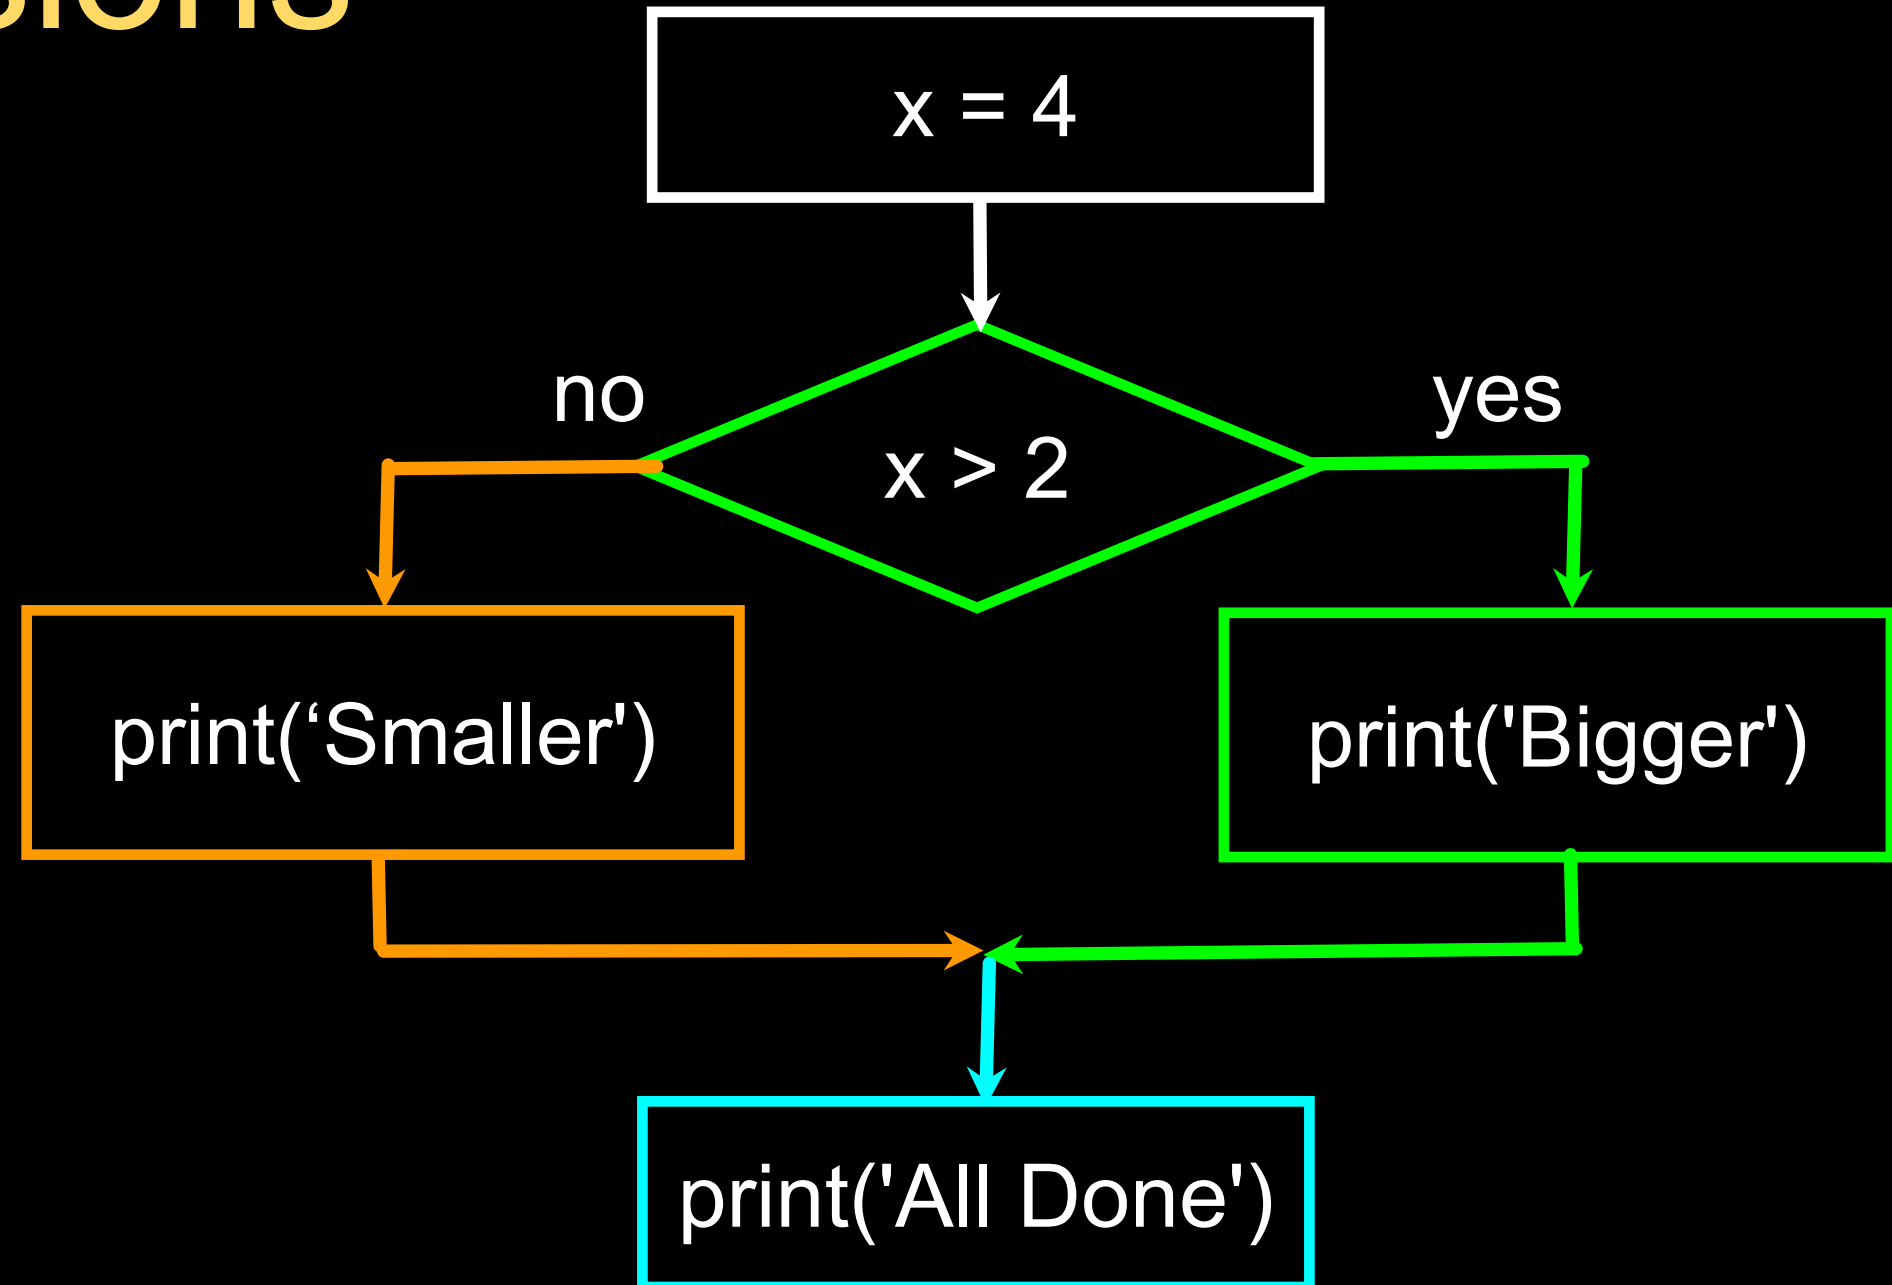 x = 4
no
yes
x > 2
print(‘Smaller')
print('Bigger')
print('All Done')